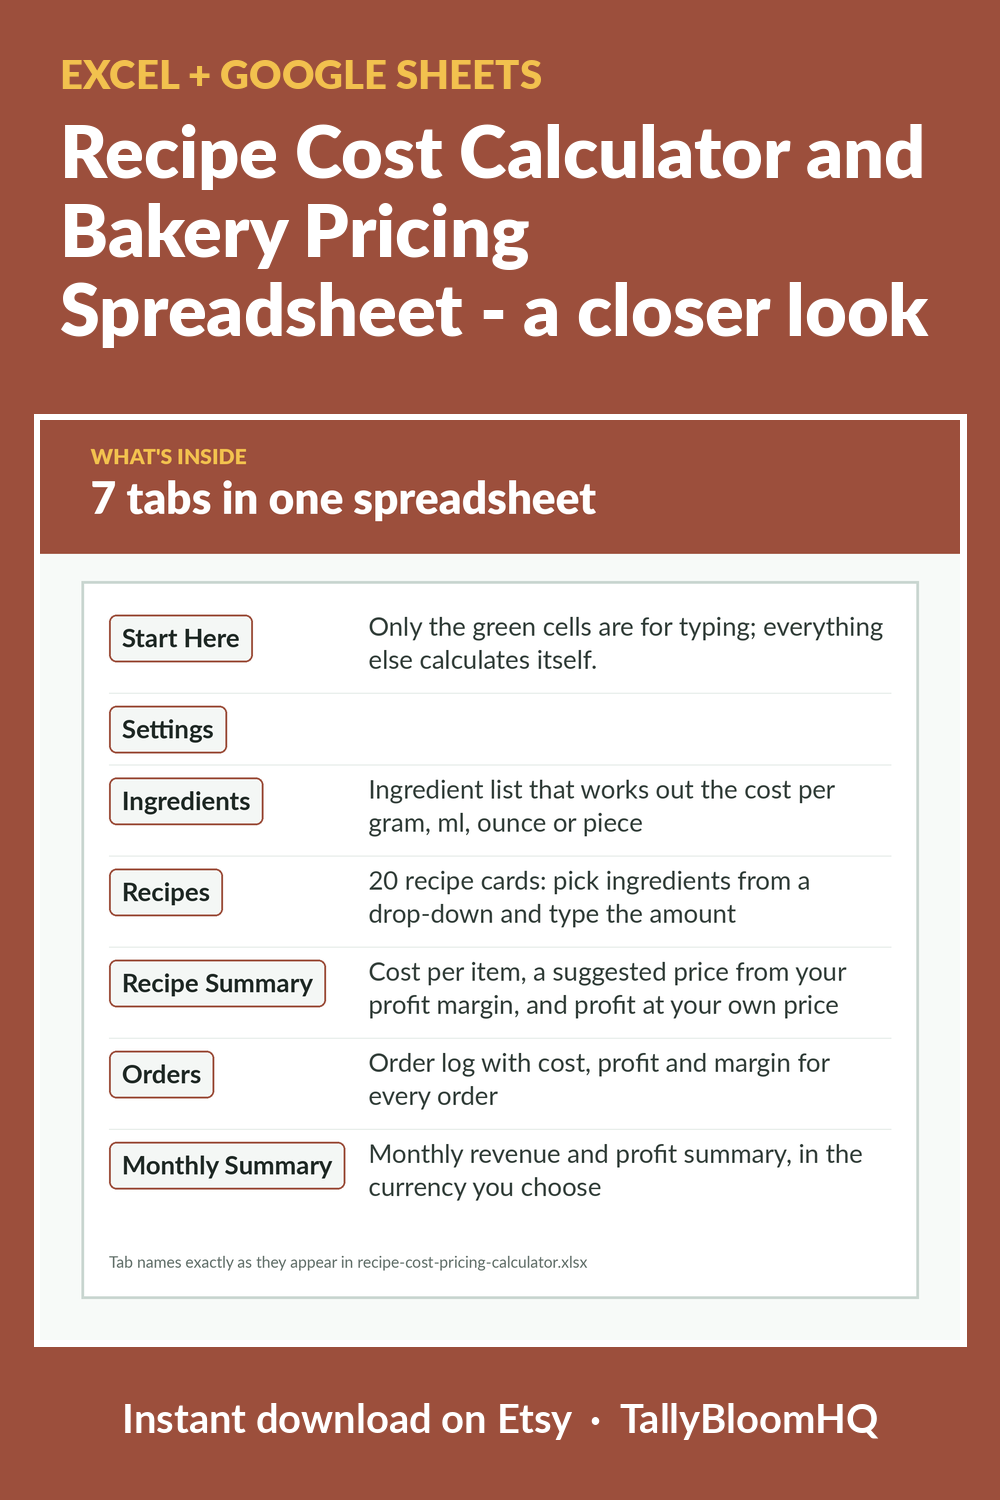 EXCEL + GOOGLE SHEETS
Recipe Cost Calculator and
Bakery Pricing
Spreadsheet - a closer look
WHAT'S INSIDE
7 tabs in one spreadsheet
Start Here
Only the green cells are for typing; everything
else calculates itself.
Settings
Ingredients
Ingredient list that works out the cost per
gram, ml, ounce or piece
Recipes
20 recipe cards: pick ingredients from a
drop-down and type the amount
Recipe Summary
Cost per item, a suggested price from your
profit margin, and profit at your own price
Orders
Order log with cost, profit and margin for
every order
Monthly Summary
Monthly revenue and profit summary, in the
currency you choose
Tab names exactly as they appear in recipe-cost-pricing-calculator.xlsx
Instant download on Etsy · TallyBloomHQ